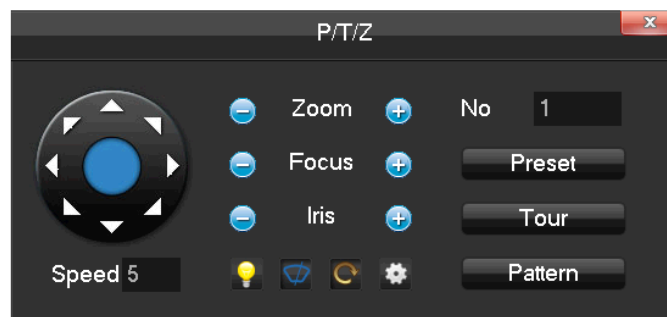 P/T/Z
Zoom
No 1
Focus
Preset
Iris
Tour
Speed 5
Pattern